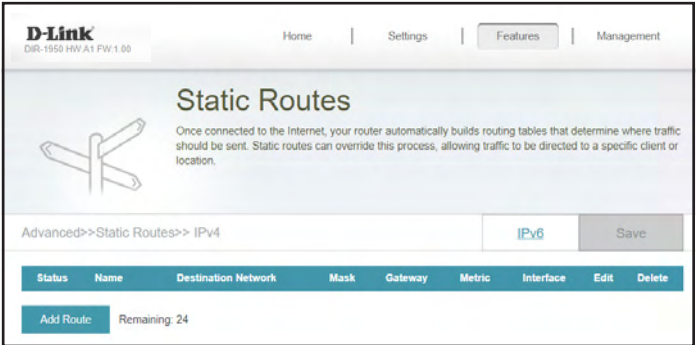 D-Link
DIR-1950 HW A1 FW 1.00
Home | Settings | Features | Management
Static Routes
Once connected to the Internet, your router automatically builds routing tables that determine where traffic
should be sent. Static routes can override this process, allowing traffic to be directed to a specific client or
location.
Advanced>>Static Routes>> IPv4
IPv6
Save
Status Name Destination Network Mask Gateway Metric Interface Edit Delete
Add Route
Remaining: 24